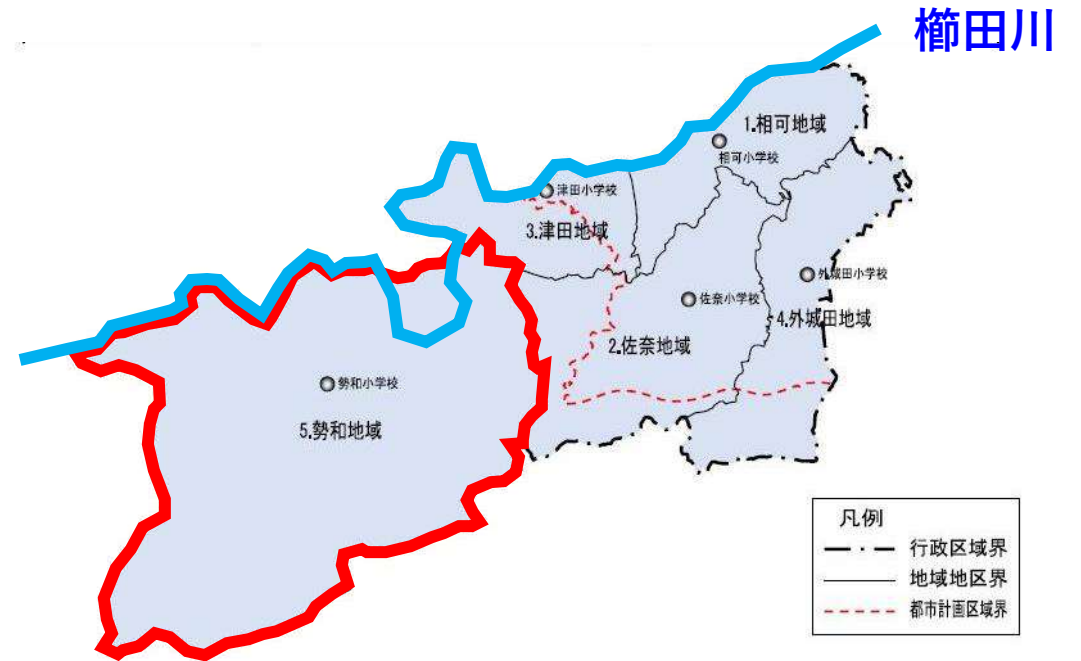 櫛田川
1.相可地域
相可小学校
津田小学校
3.津田地域
外城田小学校
佐奈小学校
4.外城田地域
2.佐奈地域
勢和小学校
5.勢和地域
凡例
行政区域界
地域地区界
都市計画区域界